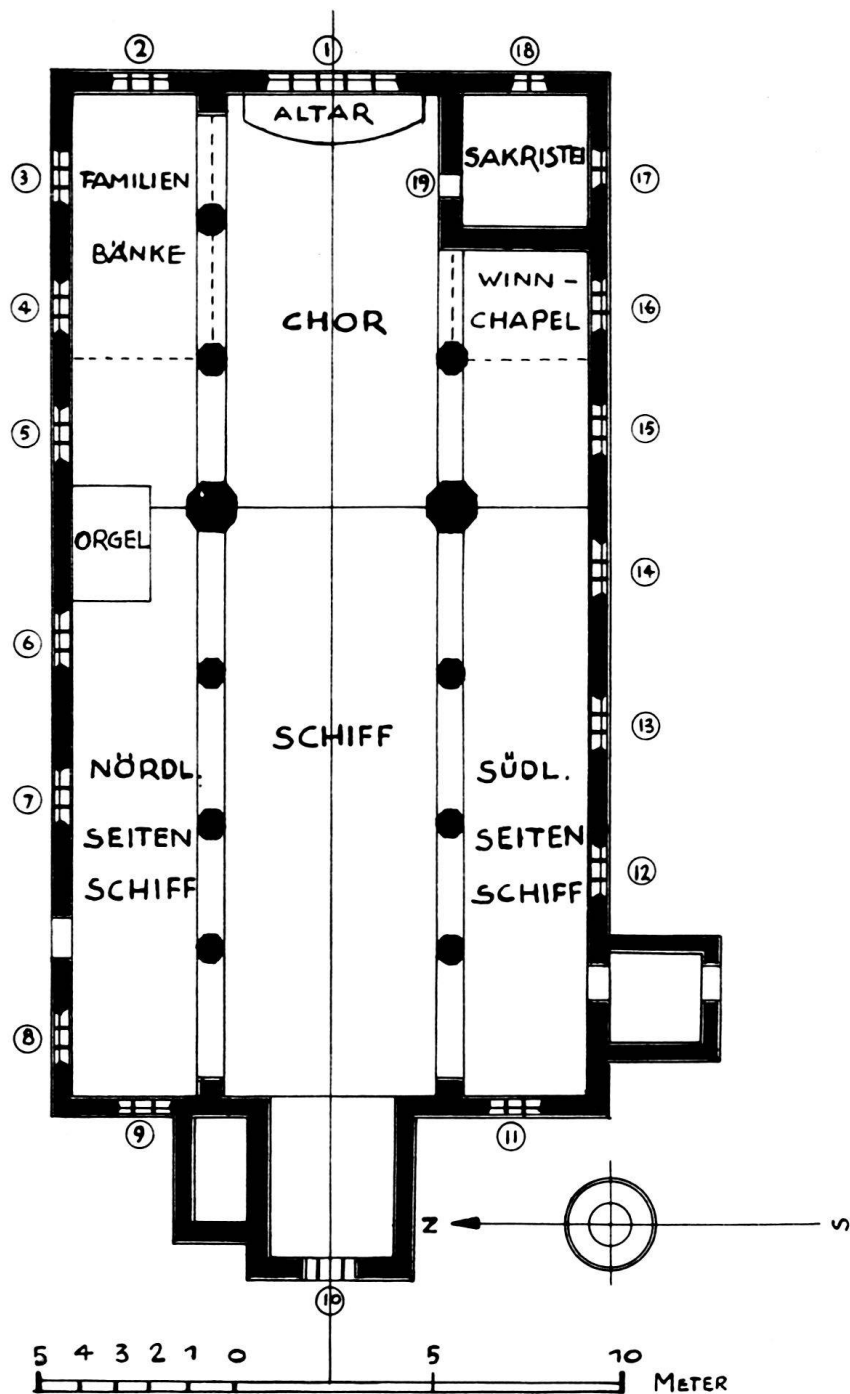 ② ① ⑱
ALTAR
③ FAMILIEN
BÄNKE
SAKRISTEI
⑲ ⑰
④ CHOR
WINN-
CHAPEL
⑯
⑤ ⑮
ORGEL
⑭
⑥
⑬
SCHIFF
⑦ NÖRDL.
SEITEN
SCHIFF
SÜDL.
SEITEN
SCHIFF
⑫
⑧
⑨ ⑪
N S
⑩
5 4 3 2 1 0 5 10
METER